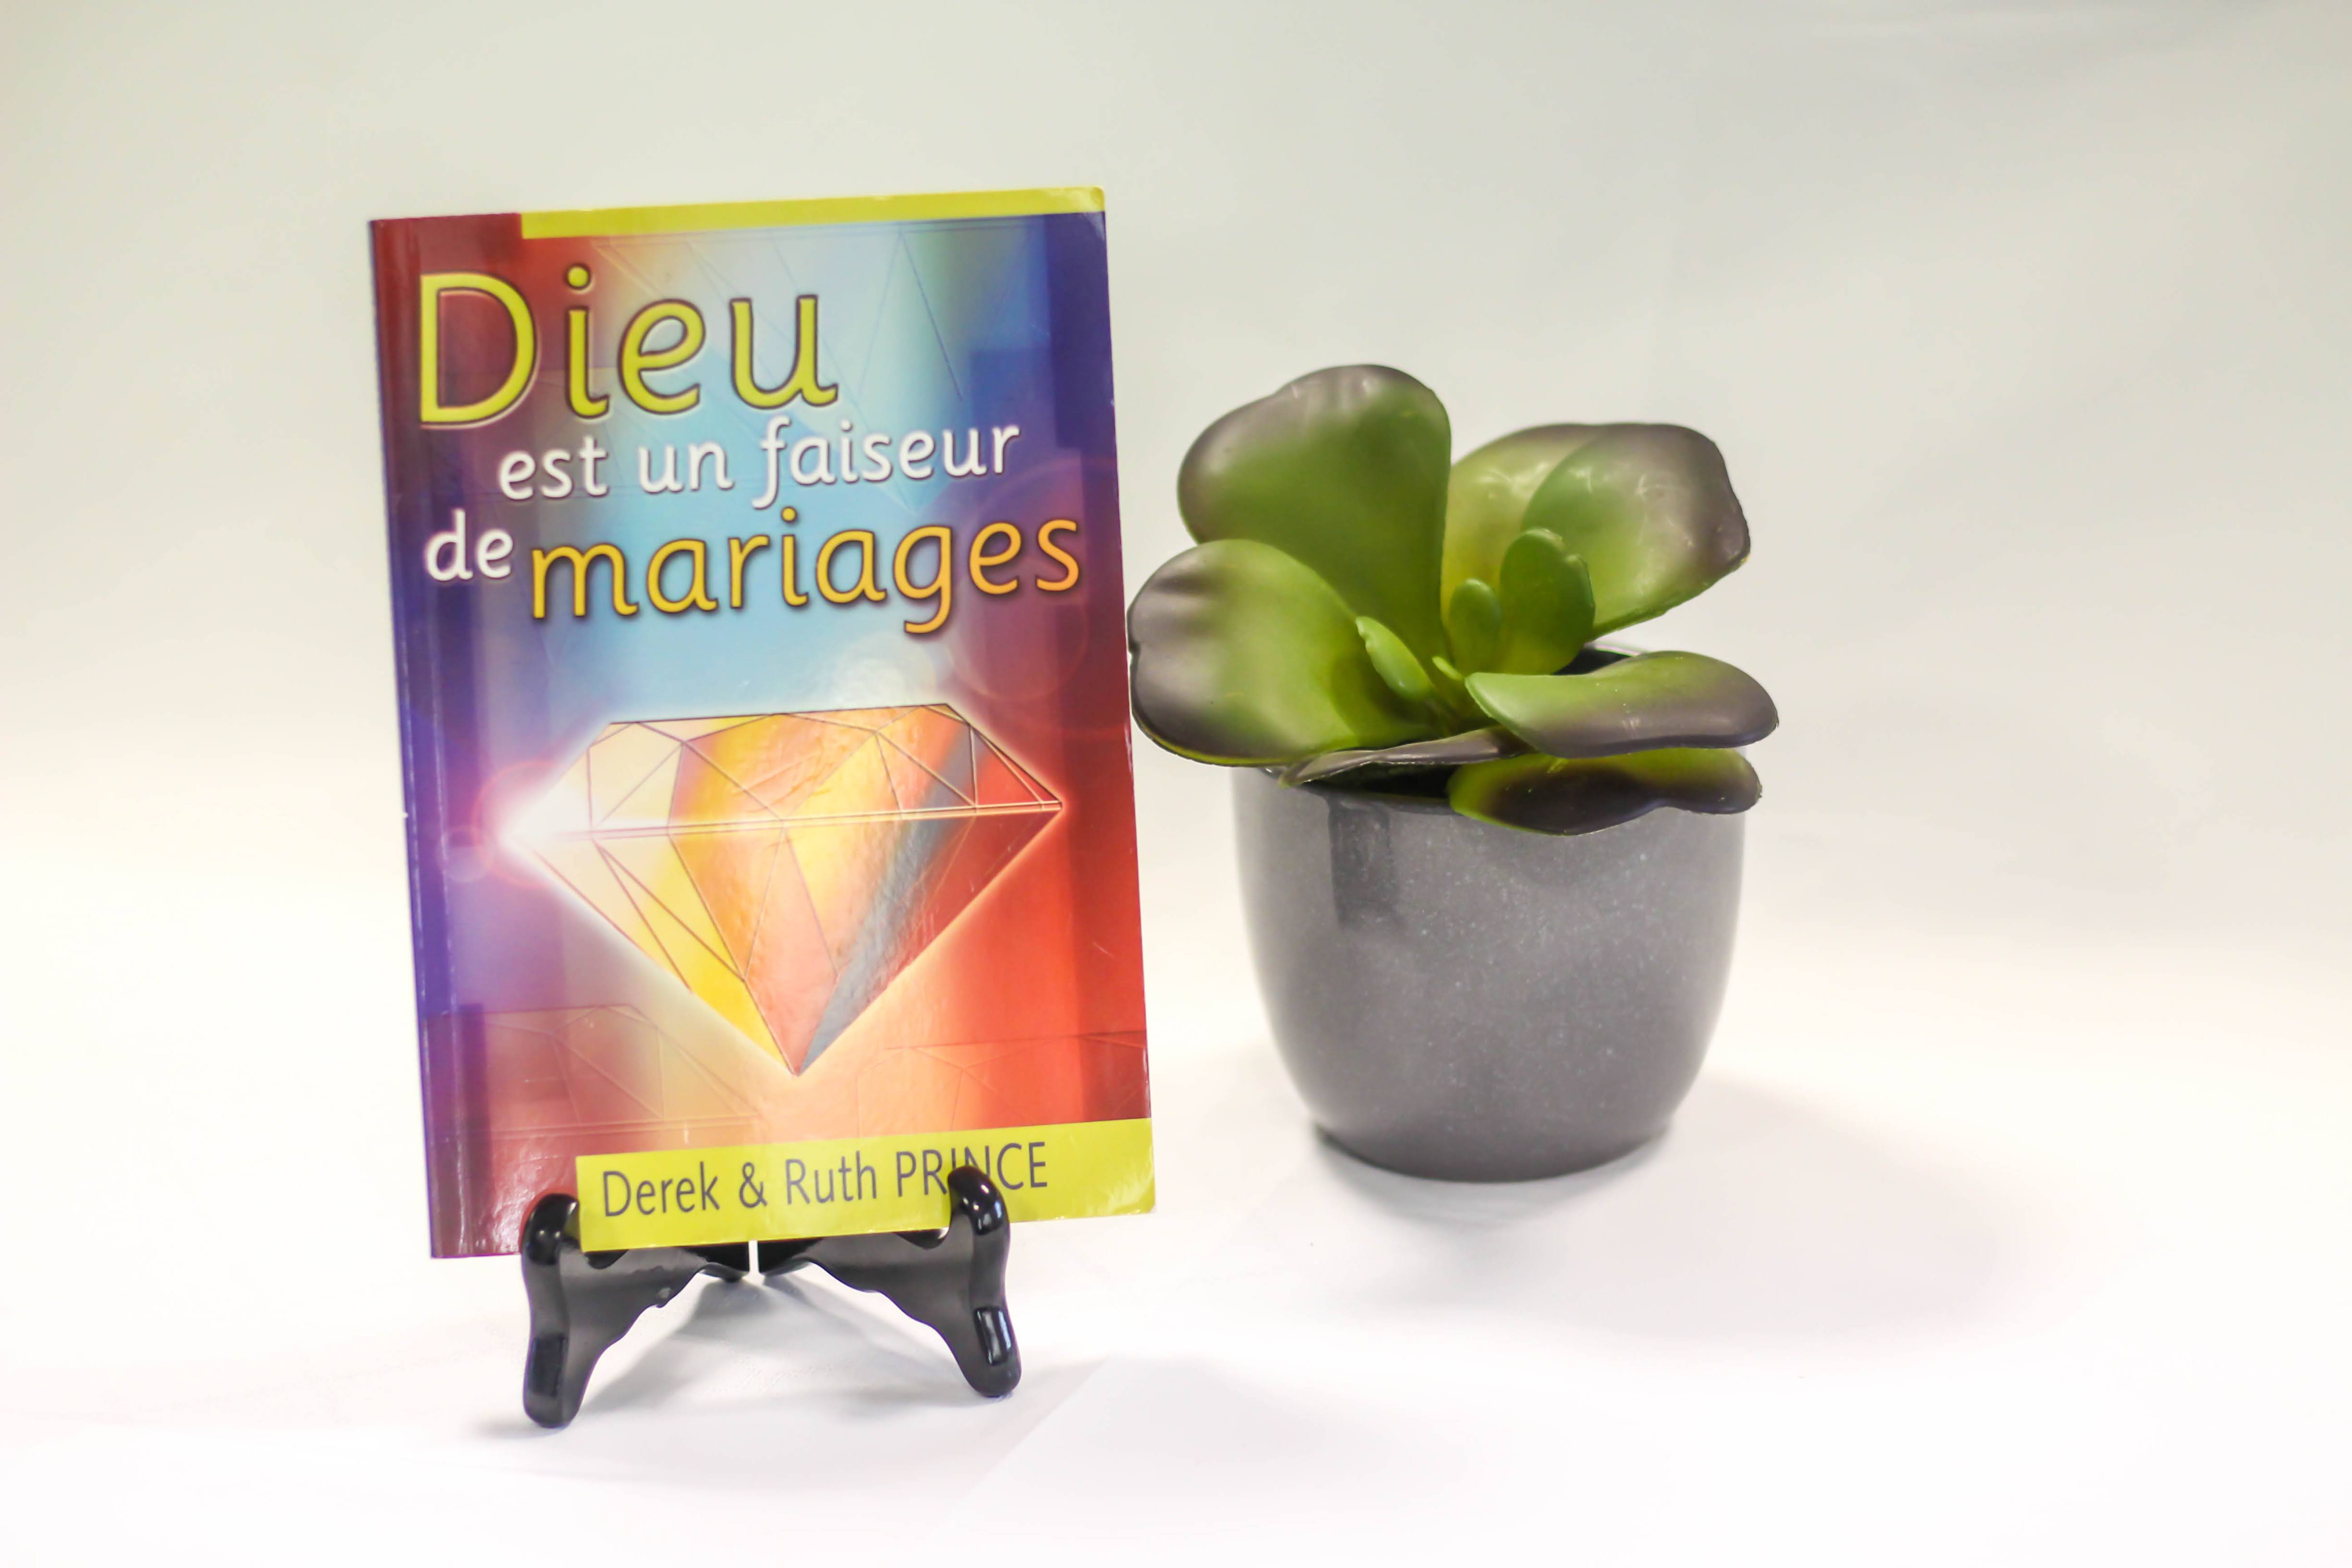 Dieu
est un faiseur
de mariages
Derek & Ruth PRINCE